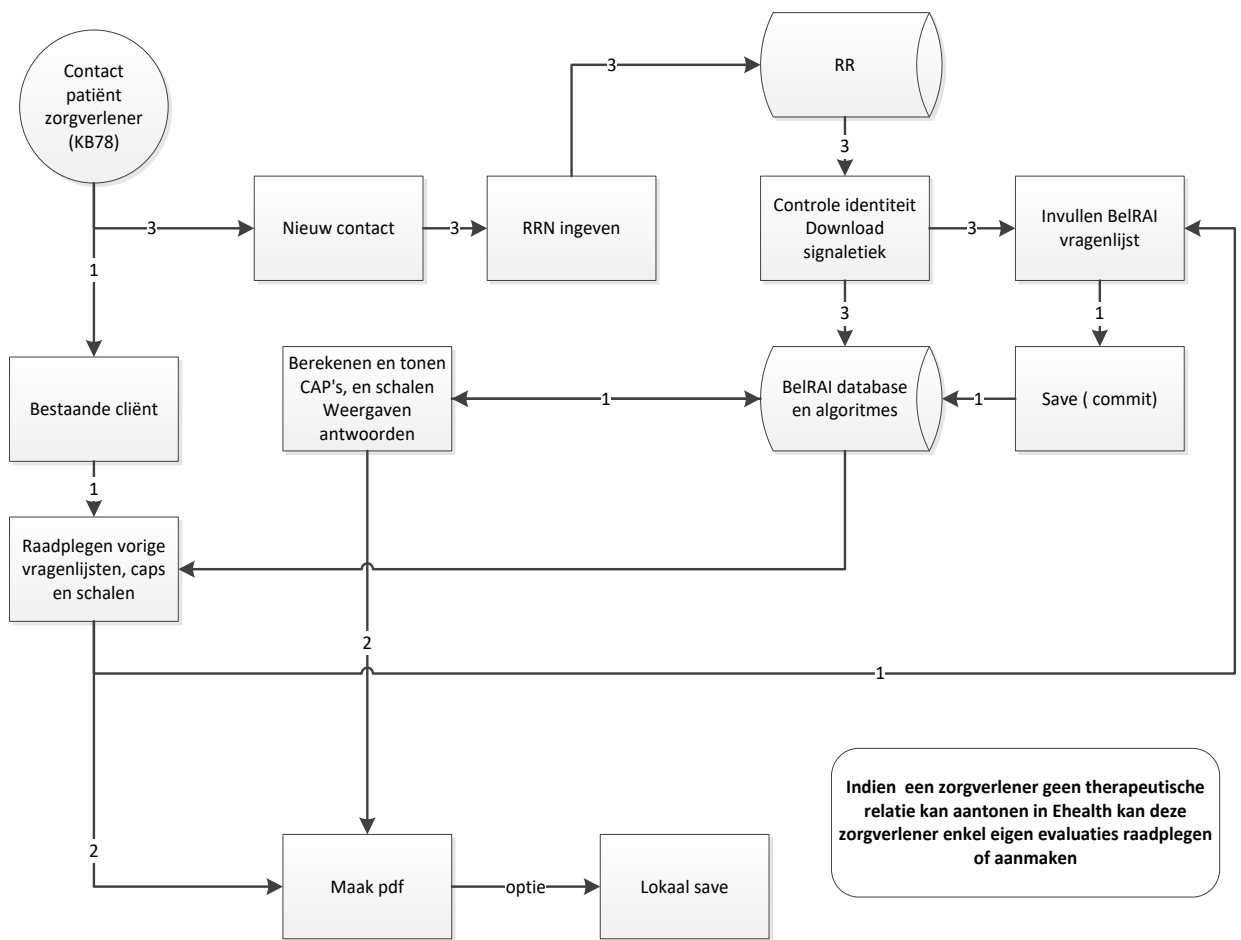 Contact
patiënt
zorgverlener
(KB78)
3
RR
3
3
Nieuw contact
3
RRN ingeven
Controle identiteit
Download
signaletiek
3
Invullen BelRAI
vragenlijst
1
3
1
Bestaande cliënt
Berekenen en tonen
CAP's, en schalen
Weergaven
antwoorden
1
BelRAI database
en algoritmes
1
Save ( commit)
1
Raadplegen vorige
vragenlijsten, caps
en schalen
2
1
2
Maak pdf
optie
Lokaal save
Indien een zorgverlener geen therapeutische
relatie kan aantonen in Ehealth kan deze
zorgverlener enkel eigen evaluaties raadplegen
of aanmaken